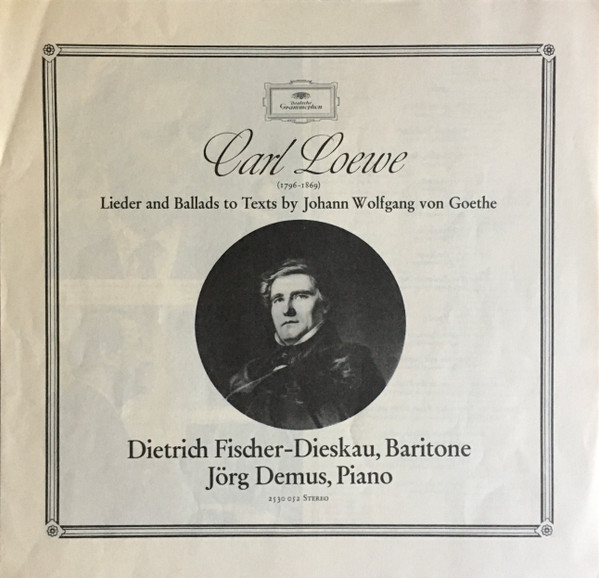 Deutsche
Grammophon
Carl Loewe
(1796-1869)
Lieder and Ballads to Texts by Johann Wolfgang von Goethe
Dietrich Fischer-Dieskau, Baritone
Jörg Demus, Piano
2530 052 STEREO